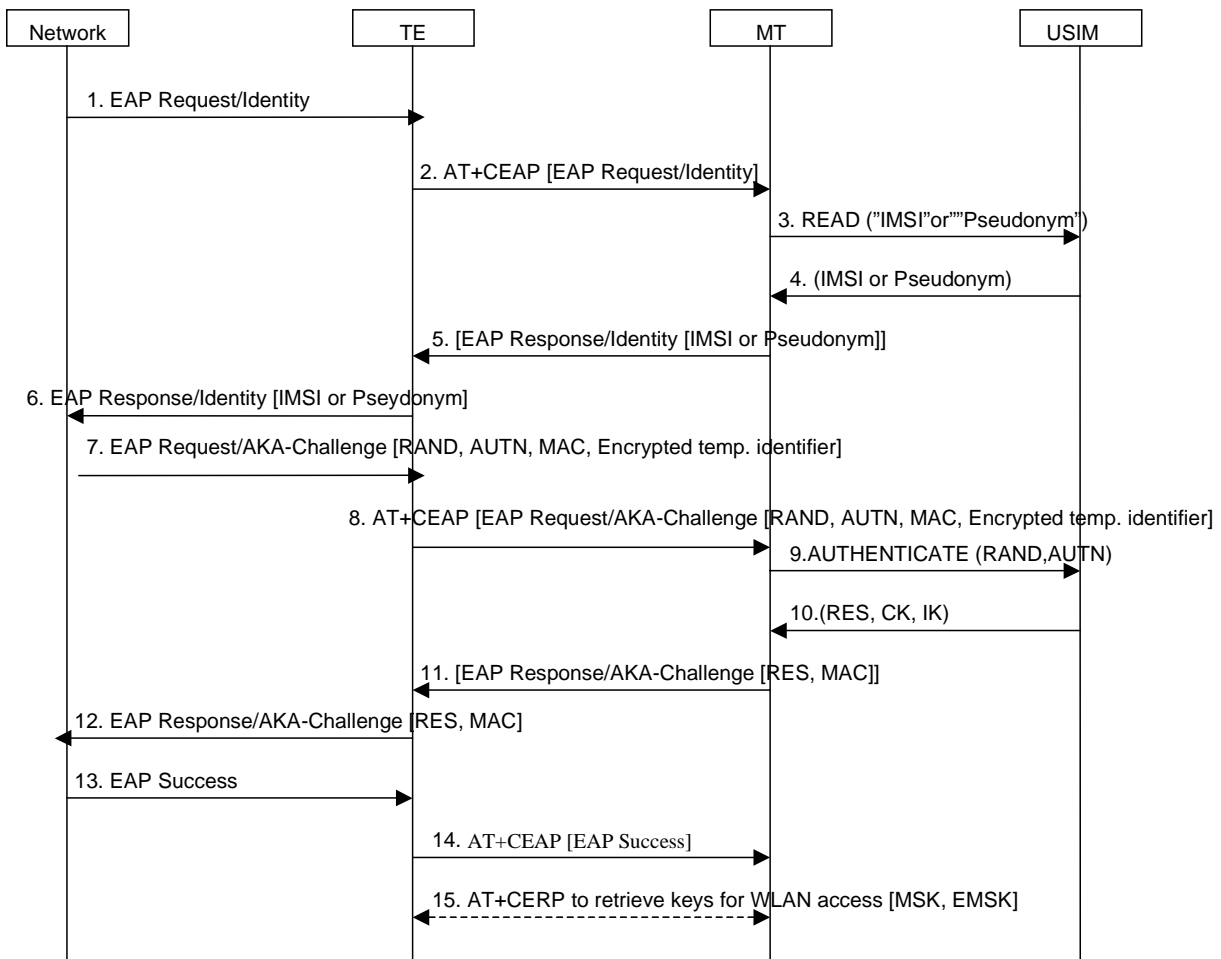 Network
TE
MT
USIM
1. EAP Request/Identity
2. AT+CEAP [EAP Request/Identity]
3. READ ("IMSI"or""Pseudonym")
4. (IMSI or Pseudonym)
5. [EAP Response/Identity [IMSI or Pseudonym]]
6. EAP Response/Identity [IMSI or Pseydonym]
7. EAP Request/AKA-Challenge [RAND, AUTN, MAC, Encrypted temp. identifier]
8. AT+CEAP [EAP Request/AKA-Challenge [RAND, AUTN, MAC, Encrypted temp. identifier]
9.AUTHENTICATE (RAND,AUTN)
10.(RES, CK, IK)
11. [EAP Response/AKA-Challenge [RES, MAC]]
12. EAP Response/AKA-Challenge [RES, MAC]
13. EAP Success
14. AT+CEAP [EAP Success]
15. AT+CERP to retrieve keys for WLAN access [MSK, EMSK]